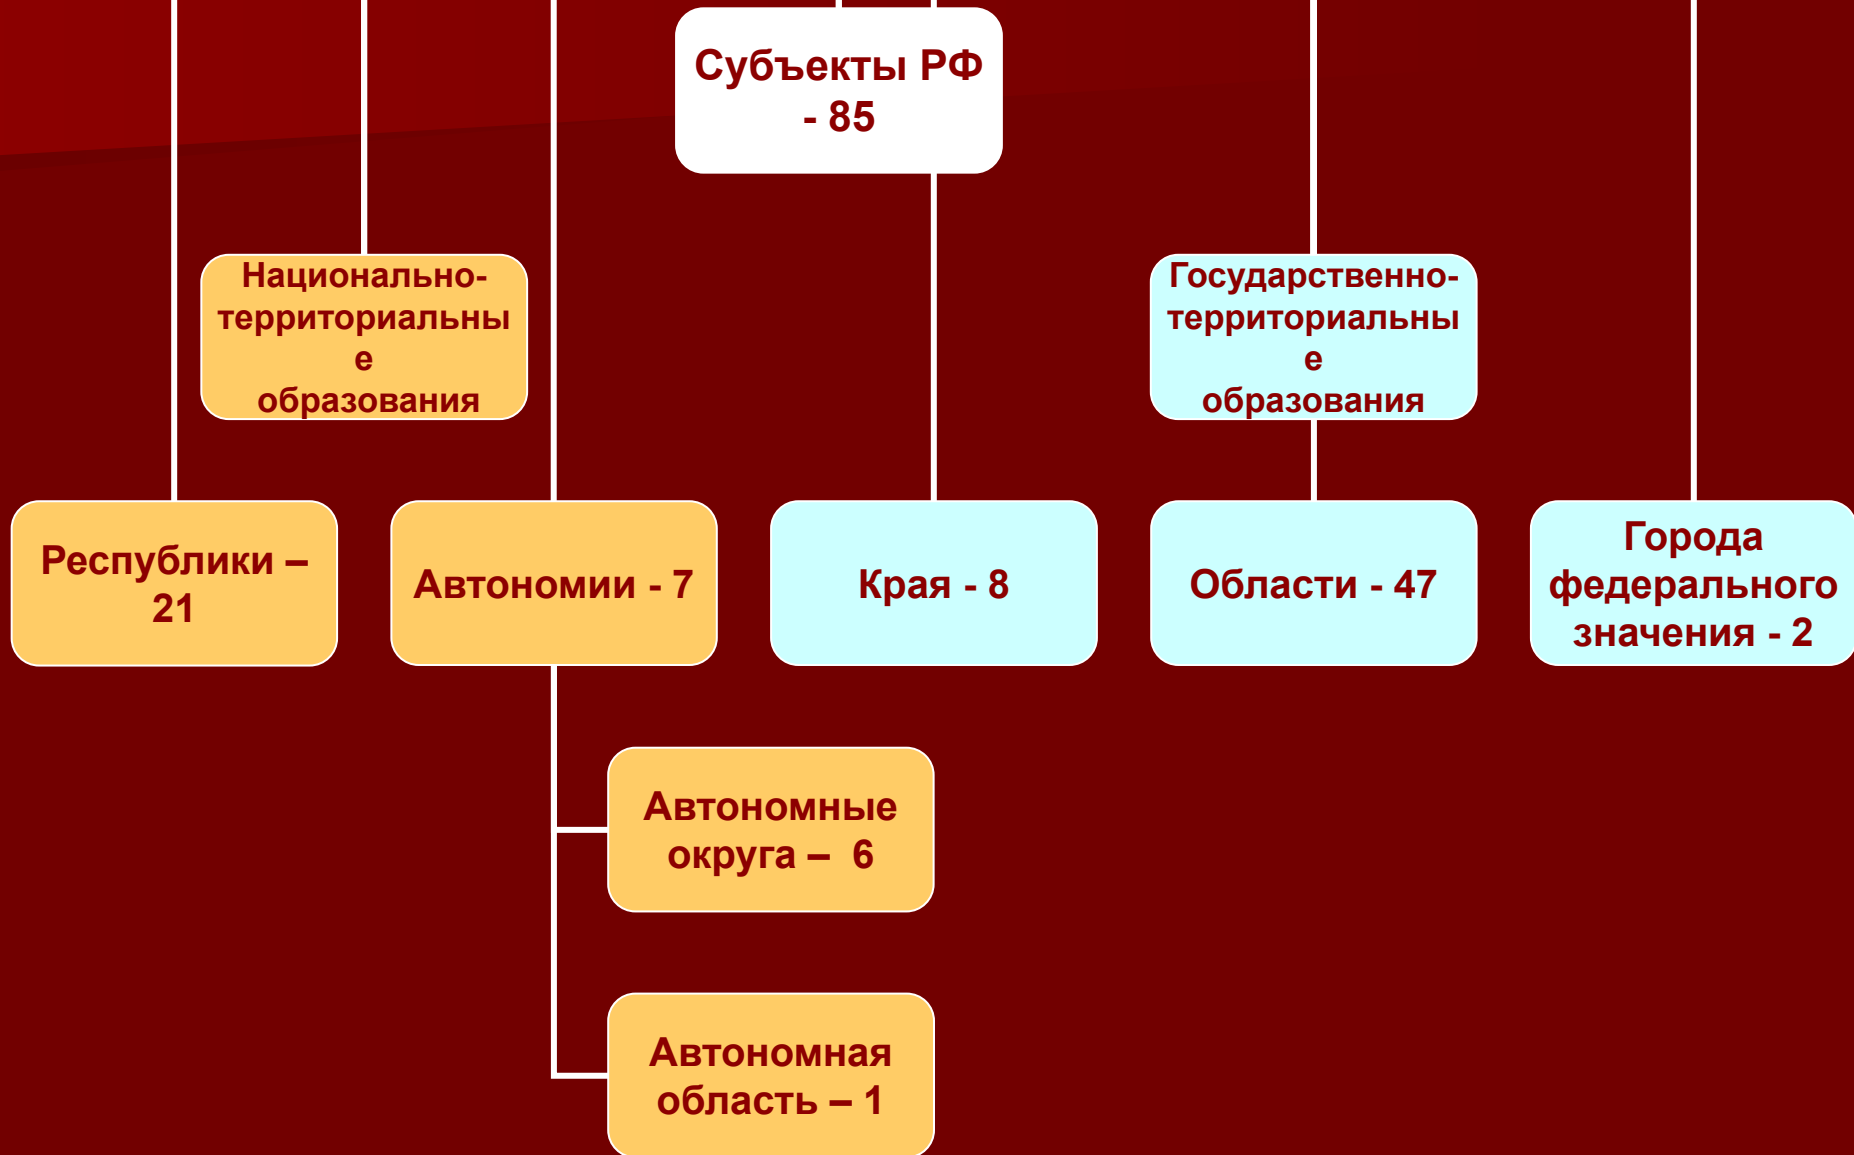 Субъекты РФ
- 85
Национально-
территориальны
е
образования
Государственно-
территориальны
е
образования
Республики –
21
Автономии - 7
Края - 8
Области - 47
Города
федерального
значения - 2
Автономные
округа –  6
Автономная
область – 1